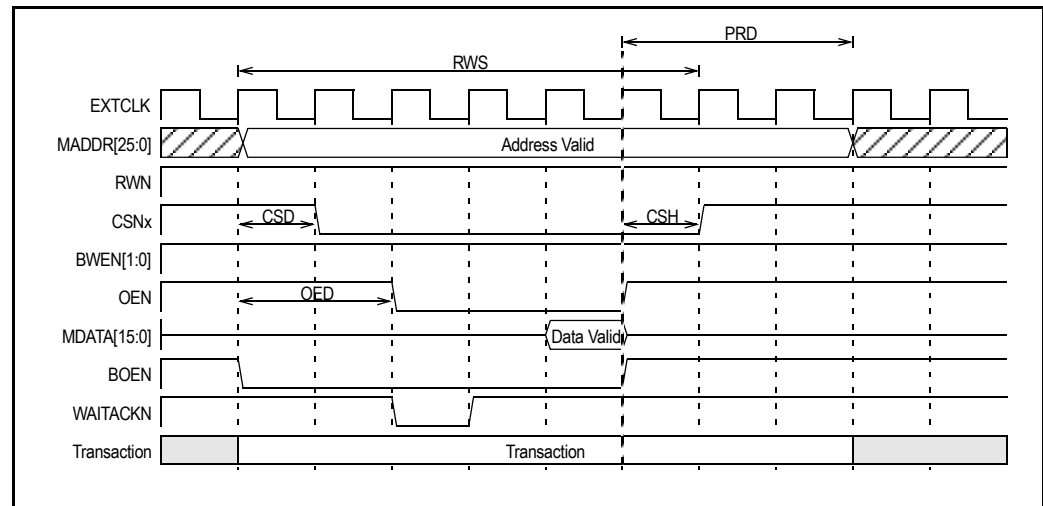 PRD
RWS
EXTCLK
MADDR[25:0] Address Valid
RWN
CSNx CSD CSH
BWEN[1:0]
OEN OED
MDATA[15:0] Data Valid
BOEN
WAITACKN
Transaction Transaction